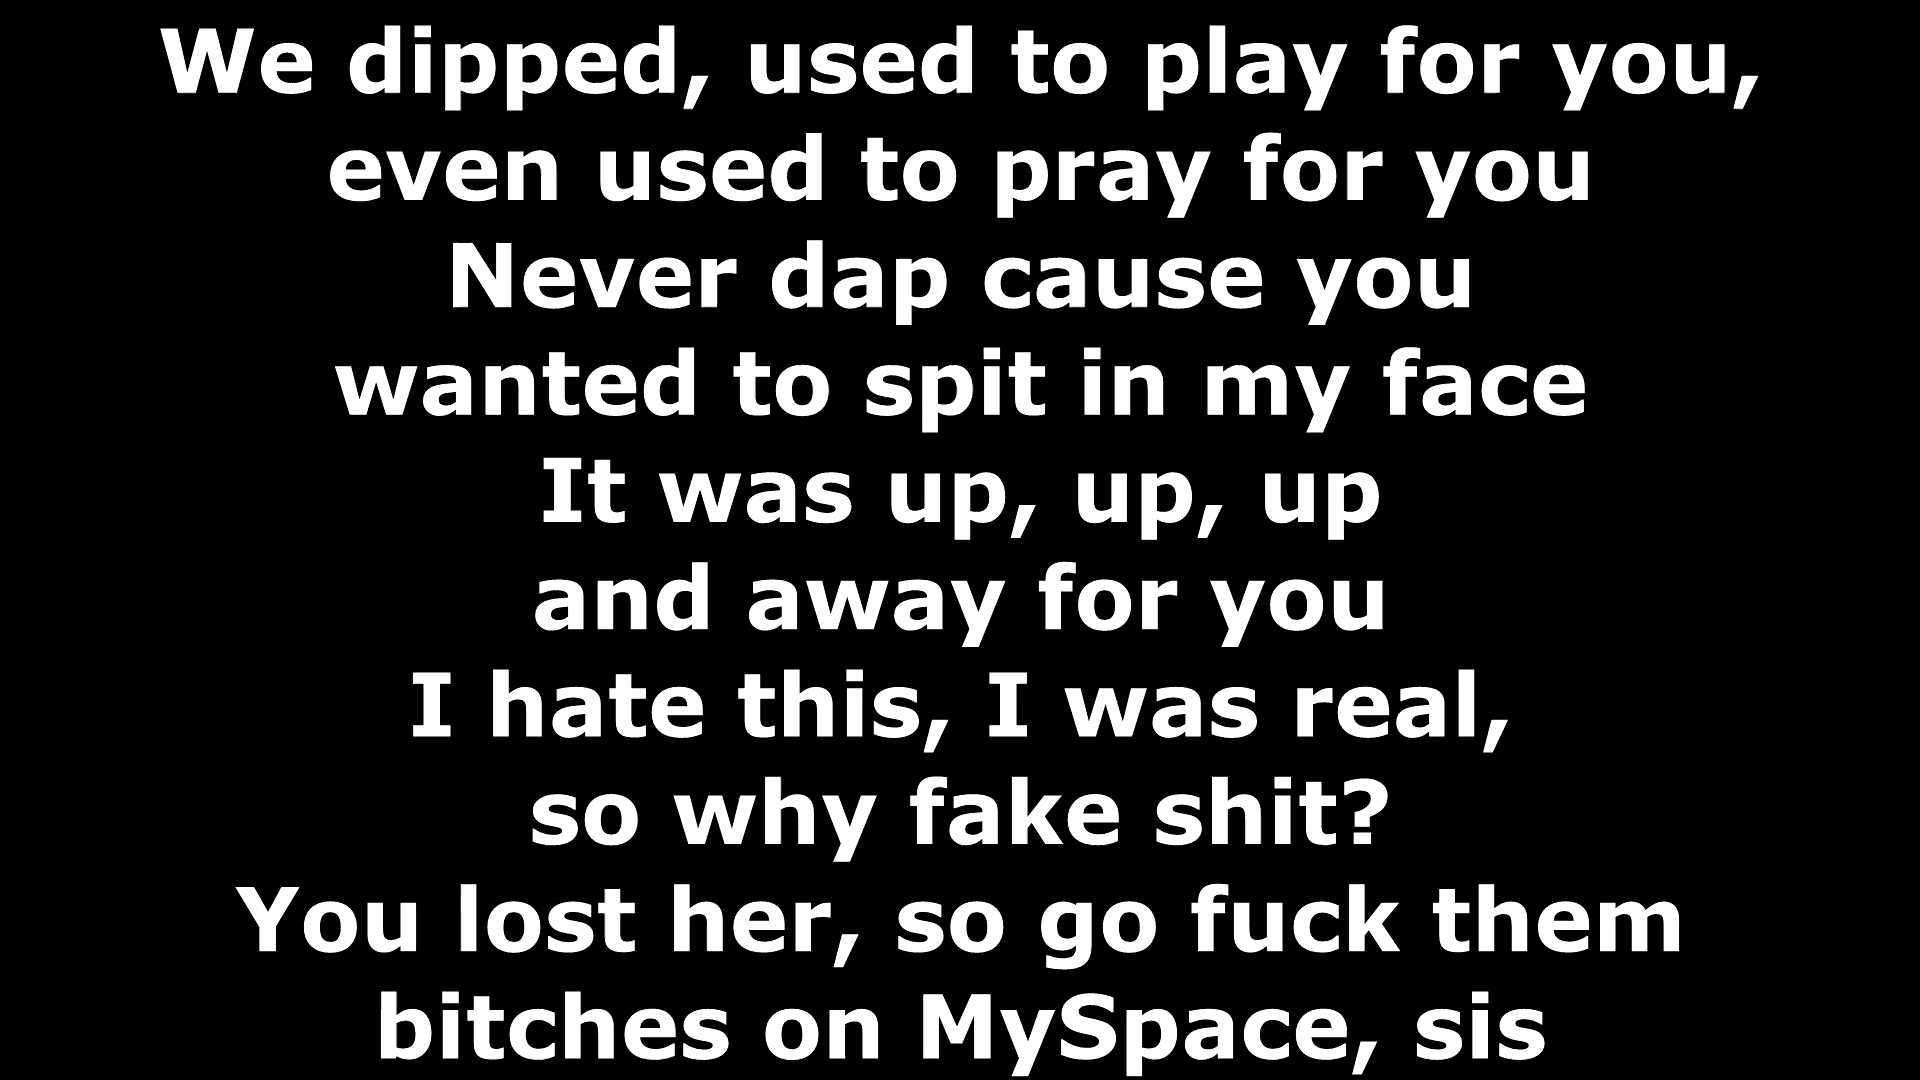 We dipped, used to play for you,
even used to pray for you
Never dap cause you
wanted to spit in my face
It was up, up, up
and away for you
I hate this, I was real,
so why fake shit?
You lost her, so go fuck them
bitches on MySpace, sis